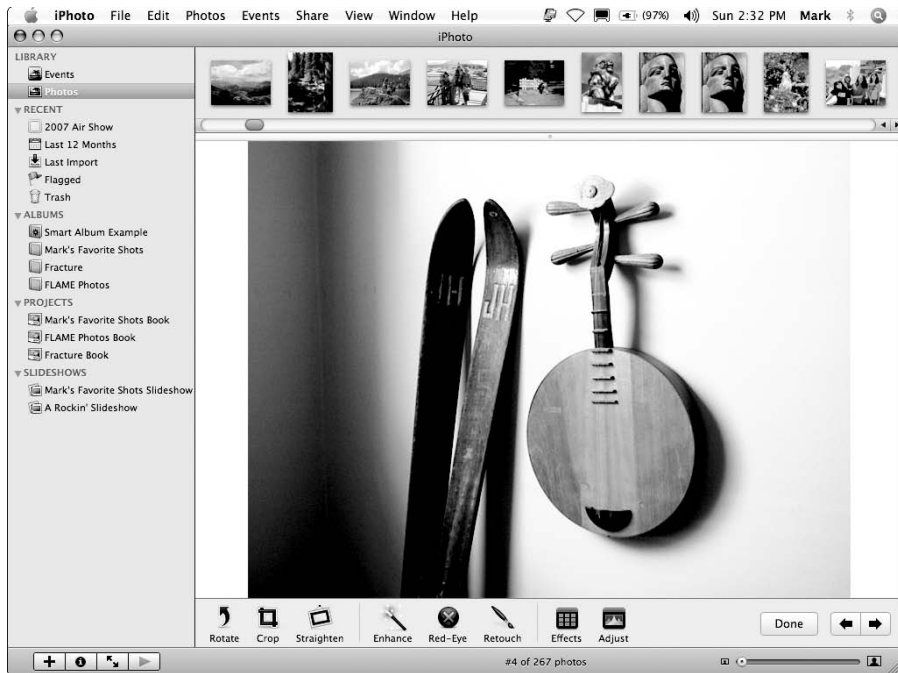 iPhoto File Edit Photos Events Share View Window Help (97%) Sun 2:32 PM Mark
iPhoto
LIBRARY
Events
Photos
RECENT
2007 Air Show
Last 12 Months
Last Import
Flagged
Trash
ALBUMS
Smart Album Example
Mark's Favorite Shots
Fracture
FLAME Photos
PROJECTS
Mark's Favorite Shots Book
FLAME Photos Book
Fracture Book
SLIDESHOWS
Mark's Favorite Shots Slideshow
A Rockin' Slideshow
Rotate Crop Straighten Enhance Red-Eye Retouch Effects Adjust Done
#4 of 267 photos